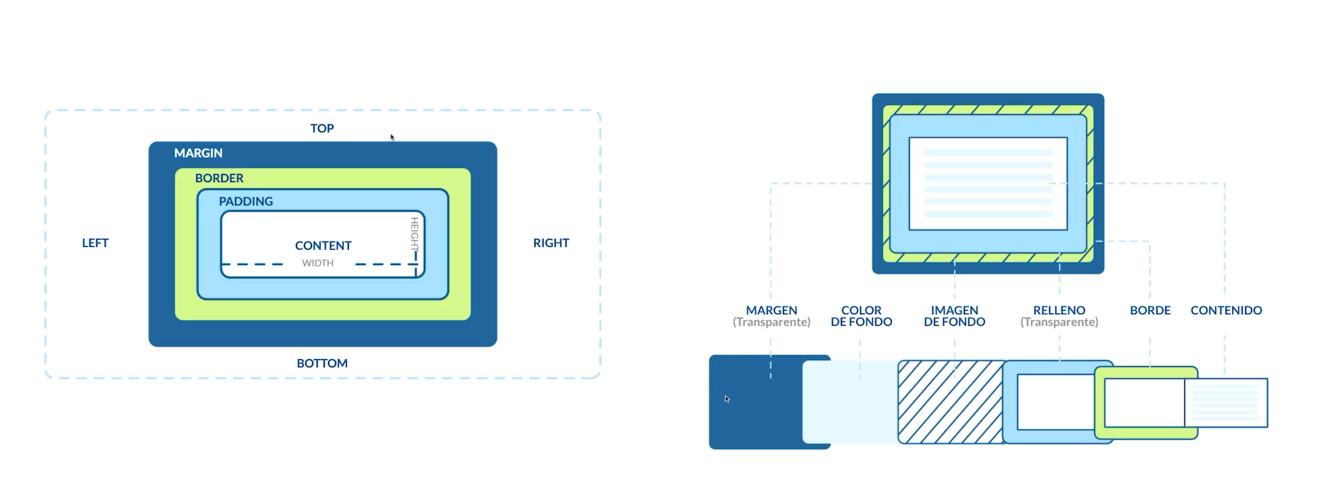 TOP
MARGIN
BORDER
PADDING
HEIGHT
CONTENT
WIDTH
LEFT
RIGHT
BOTTOM
MARGEN
(Transparente)
COLOR
DE FONDO
IMAGEN
DE FONDO
RELLENO
(Transparente)
BORDE
CONTENIDO